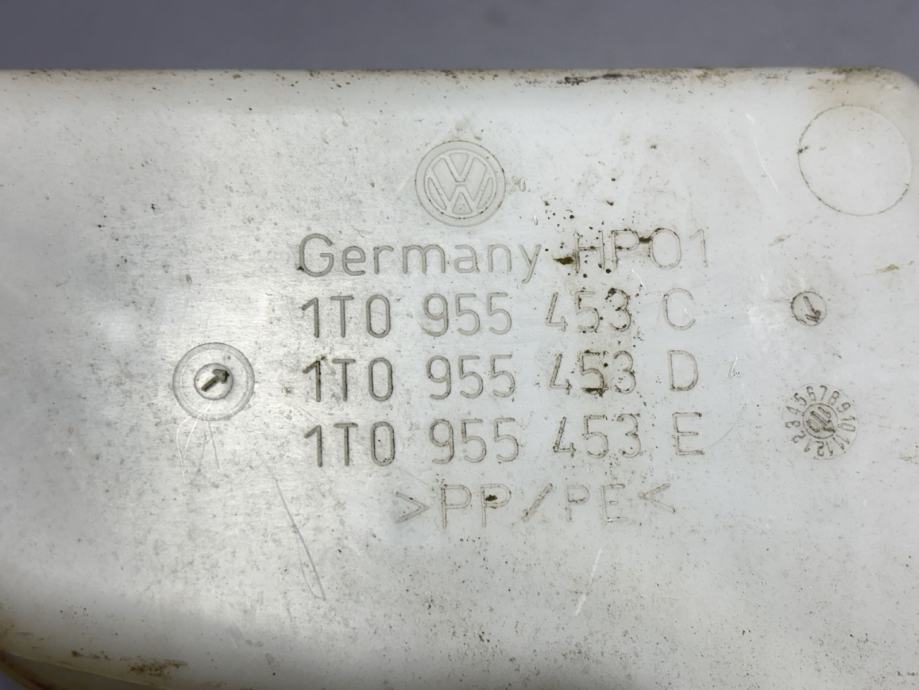 Germany HP01
1T0 955 453 C
1T0 955 453 D
1T0 955 453 E
>PP/PE<